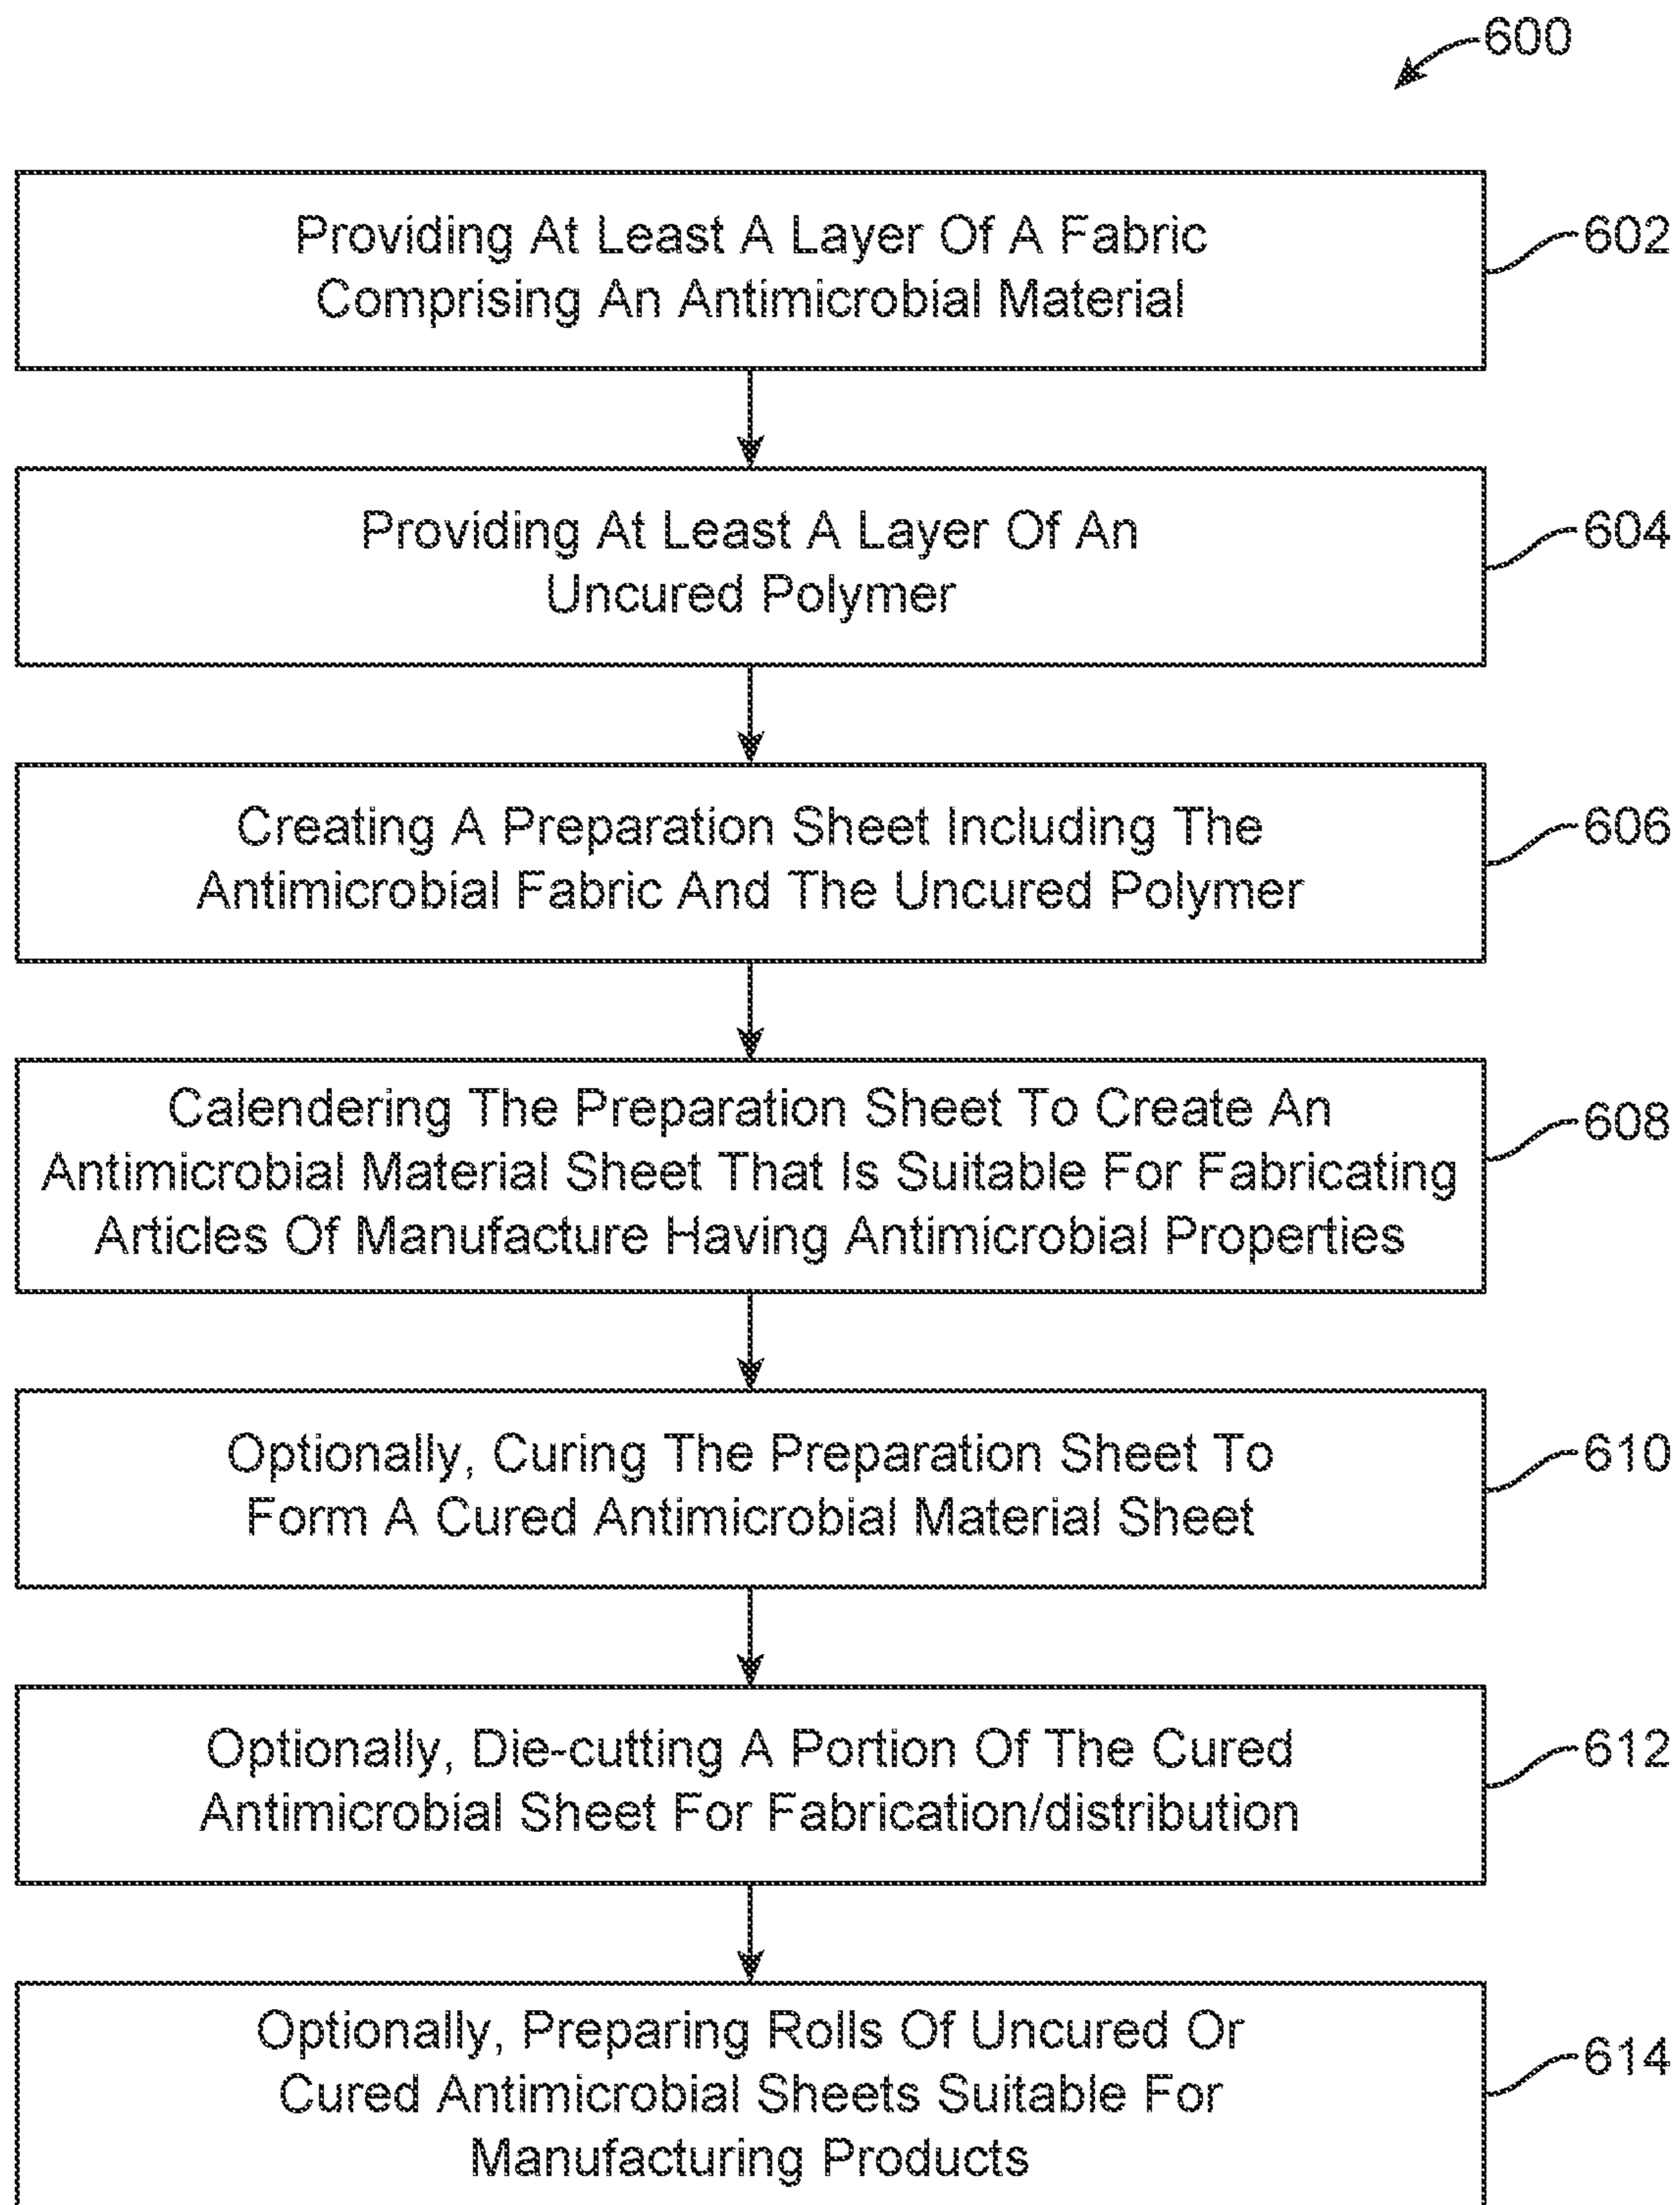 600
Providing At Least A Layer Of A Fabric
Comprising An Antimicrobial Material
602
Providing At Least A Layer Of An
Uncured Polymer
604
Creating A Preparation Sheet Including The
Antimicrobial Fabric And The Uncured Polymer
606
Calendering The Preparation Sheet To Create An
Antimicrobial Material Sheet That Is Suitable For Fabricating
Articles Of Manufacture Having Antimicrobial Properties
608
Optionally, Curing The Preparation Sheet To
Form A Cured Antimicrobial Material Sheet
610
Optionally, Die-cutting A Portion Of The Cured
Antimicrobial Sheet For Fabrication/distribution
612
Optionally, Preparing Rolls Of Uncured Or
Cured Antimicrobial Sheets Suitable For
Manufacturing Products
614